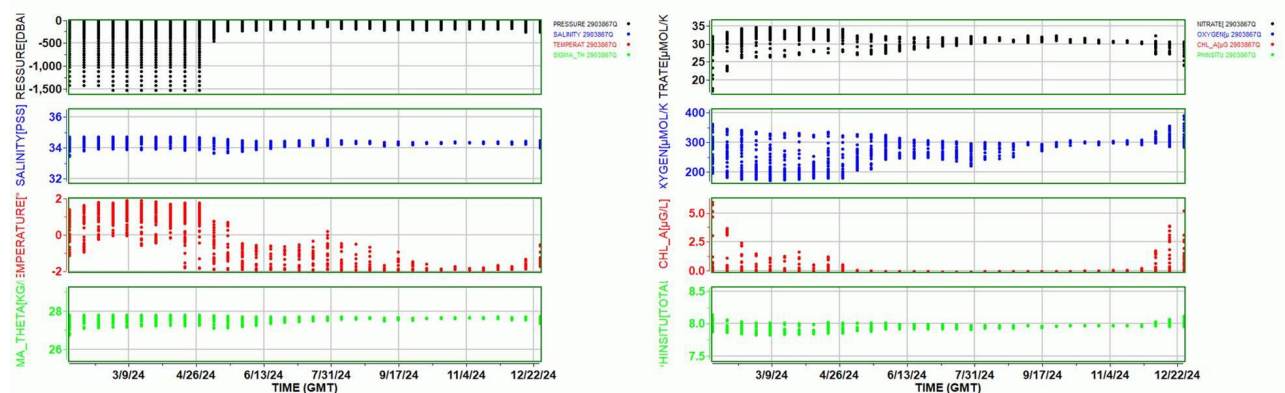 0
-500
-1,000
-1,500
RESSURE[DBA
PRESSURE 2903867Q
SALINITY 2903867Q
TEMPERAT 2903867Q
SIGMA_TH 2903867Q
36
34
32
SALINITY[PSS]
2
0
-2
EMPERATURE[°
28
26
MA_THETA[KG/
3/9/24 4/26/24 6/13/24 7/31/24 9/17/24 11/4/24 12/22/24
TIME (GMT)
35
30
25
20
TRATE[µMOL/K
NITRATE[ 2903867Q
OXYGEN[µ 2903867Q
CHL_A[µG 2903867Q
PHINSITU 2903867Q
400
300
200
XYGEN[µMOL/K
5.0
2.5
0.0
CHL_A[µG/L]
8.5
8.0
7.5
HINSITU[TOTAL
3/9/24 4/26/24 6/13/24 7/31/24 9/17/24 11/4/24 12/22/24
TIME (GMT)